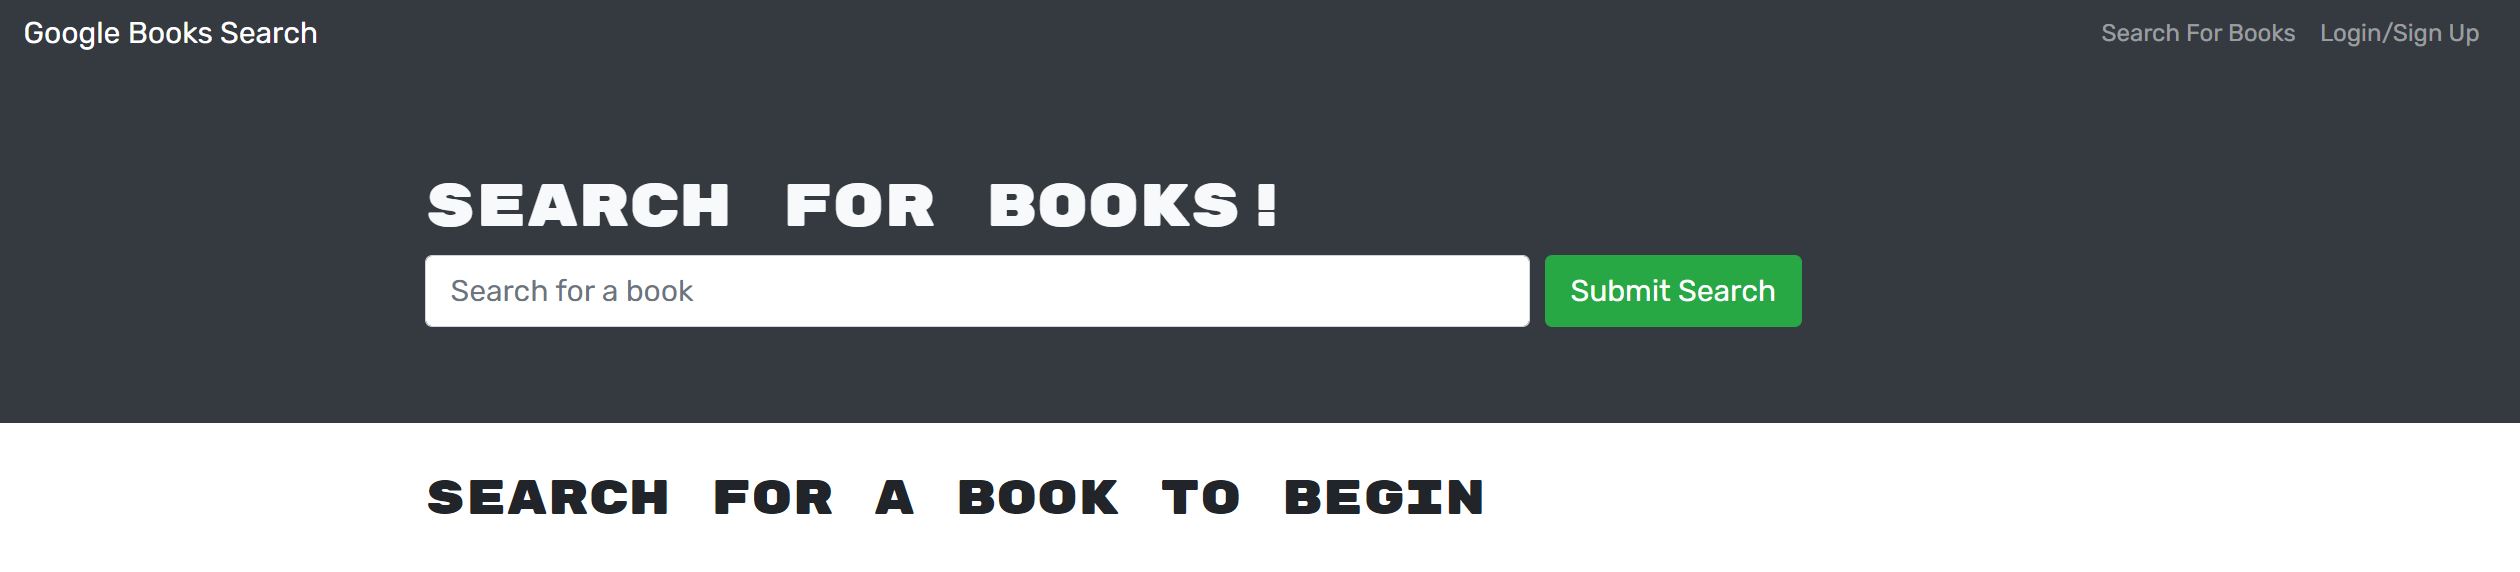 Google Books Search
Search For Books
Login/Sign Up
SEARCH FOR BOOKS!
Search for a book
Submit Search
SEARCH FOR A BOOK TO BEGIN